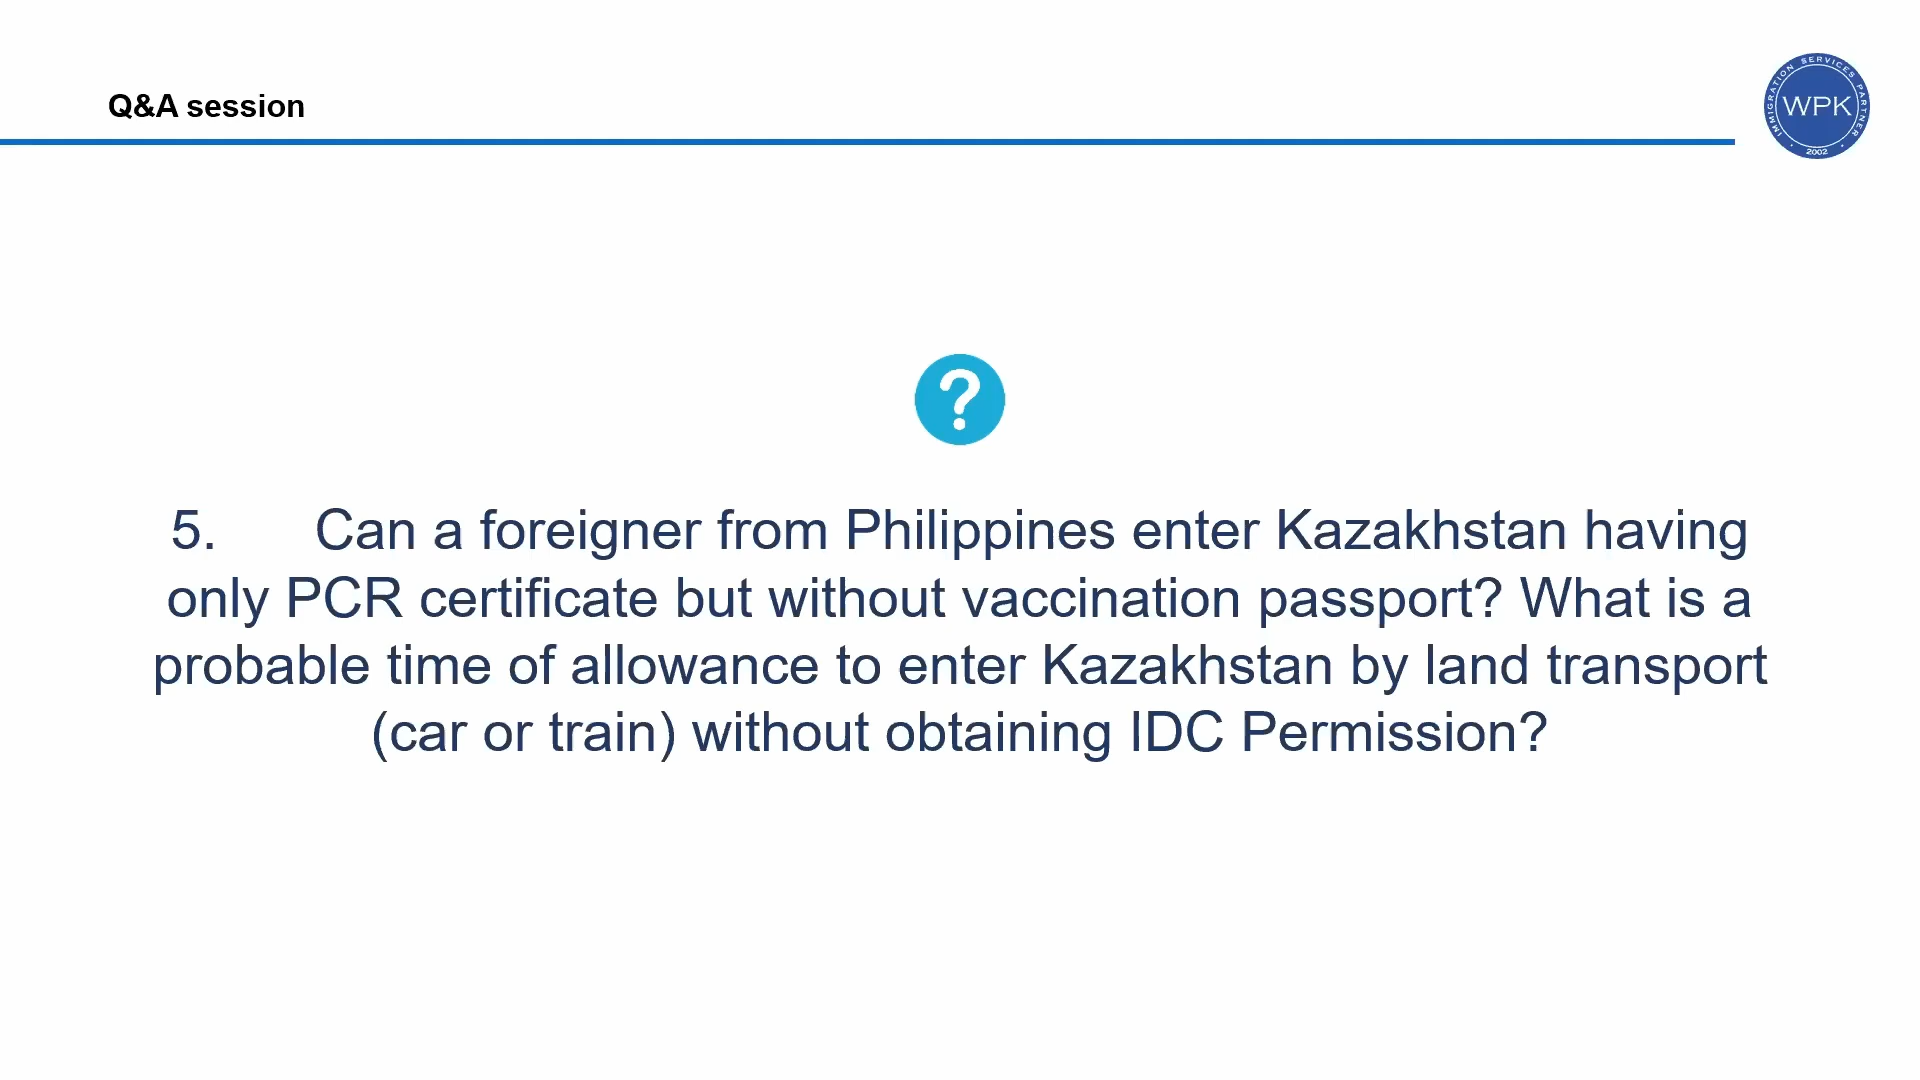 Q&A session
IMMIGRATION SERVICES PARTNER
WPK
2002
?
5. Can a foreigner from Philippines enter Kazakhstan having
only PCR certificate but without vaccination passport? What is a
probable time of allowance to enter Kazakhstan by land transport
(car or train) without obtaining IDC Permission?